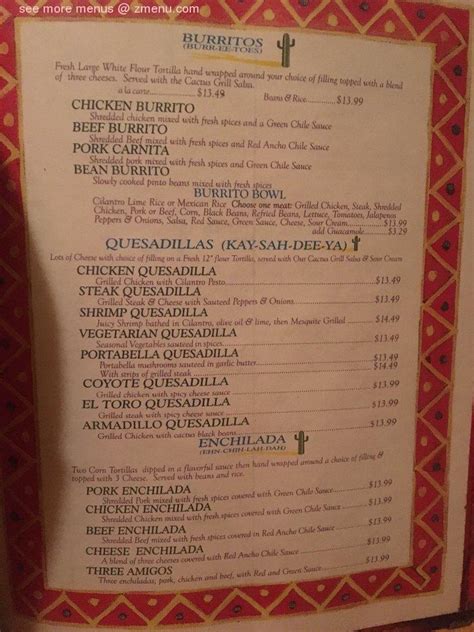 see more menus @ zmenu.com
BURRITOS
(BURR-EE-TOES)
Fresh Large White Flour Tortilla hand wrapped around your choice of filling topped with a blend
of three cheeses. Served with the Cactus Grill Salsa.
a la carte $13.49 Beans & Rice $13.99
CHICKEN BURRITO
Shredded chicken mixed with fresh spices and a Green Chile Sauce
BEEF BURRITO
Shredded Beef mixed with fresh spices and Red Ancho Chile Sauce
PORK CARNITA
Shredded pork mixed with fresh spices and Green Chile Sauce
BEAN BURRITO
Slowly cooked pinto beans mixed with fresh spices
BURRITO BOWL
Cilantro Lime Rice or Mexican Rice Choose one meat: Grilled Chicken, Steak, Shredded
Chicken, Pork or Beef, Corn, Black Beans, Refried Beans, Lettuce, Tomatoes, Jalapenos
Peppers & Onions, Salsa, Red Sauce, Green Sauce, Cheese, Sour Cream $13.99
add Guacamole $3.29
QUESADILLAS (KAY-SAH-DEE-YA)
Lots of Cheese with choice of filling on a Fresh 12" flour Tortilla, served with Our Cactus Grill Salsa & Sour Cream
CHICKEN QUESADILLA
Grilled Chicken with Cilantro Pesto $13.49
STEAK QUESADILLA
Grilled Steak & Cheese with Sauteed Peppers & Onions $13.49
SHRIMP QUESADILLA
Juicy Shrimp bathed in Cilantro, olive oil & lime, then Mesquite Grilled $14.49
VEGETARIAN QUESADILLA
Seasonal Vegetables sauteed in spices $13.49
PORTABELLA QUESADILLA
Portabella mushrooms sauteed in garlic butter $13.49
With strips of grilled steak $14.49
COYOTE QUESADILLA
Grilled chicken with spicy cheese sauce $13.49
EL TORO QUESADILLA
Grilled steak with spicy cheese sauce $13.49
ARMADILLO QUESADILLA
Grilled Chicken with cactus black beans $13.49
ENCHILADA
(EHN-CHIH-LAH DAH)
Two Corn Tortillas dipped in a flavorful sauce then hand wrapped around a choice of filling &
topped with 3 Cheese. Served with beans and rice.
PORK ENCHILADA
Shredded Pork mixed with fresh spices covered with Green Chile Sauce $13.99
CHICKEN ENCHILADA
Shredded Chicken mixed with fresh spices covered with Green Chile Sauce $13.99
BEEF ENCHILADA
Shredded Beef mixed with fresh spices covered in Red Ancho Chile Sauce $13.99
CHEESE ENCHILADA
A blend of three cheeses covered with Red Ancho Chile Sauce $13.99
THREE AMIGOS
Three enchiladas, pork, chicken and beef, with Red and Green Sauce $13.99